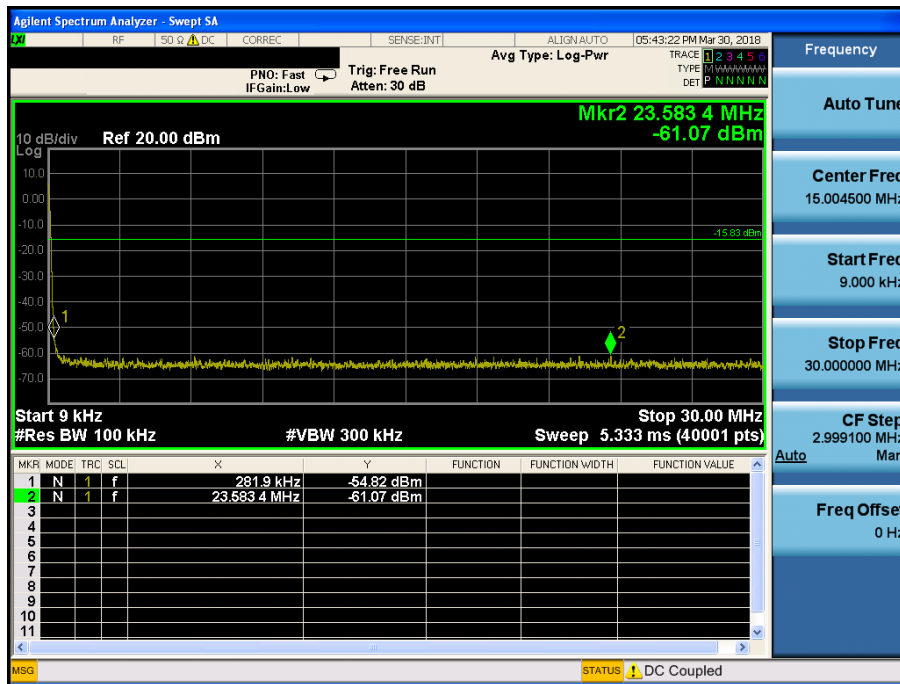 Agilent Spectrum Analyzer - Swept SA
LXI RF 50 Ω DC CORREC SENSE:INT ALIGN AUTO 05:43:22 PM Mar 30, 2018
Frequency
Avg Type: Log-Pwr
TRACE 1 2 3 4 5 6
TYPE M
DET P N N N N N
PNO: Fast
IFGain:Low
Trig: Free Run
Atten: 30 dB
Mkr2 23.583 4 MHz
-61.07 dBm
10 dB/div Ref 20.00 dBm
Log
10.0
0.00
-10.0
-15.83 dBm
-20.0
-30.0
-40.0
-50.0
-60.0
-70.0
1
2
Start 9 kHz Stop 30.00 MHz
#Res BW 100 kHz #VBW 300 kHz Sweep 5.333 ms (40001 pts)
MKR MODE TRC SCL X Y FUNCTION FUNCTION WIDTH FUNCTION VALUE
1 N 1 f 281.9 kHz -54.82 dBm
2 N 1 f 23.583 4 MHz -61.07 dBm
3
4
5
6
7
8
9
10
11
MSG STATUS DC Coupled
Auto Tune
Center Freq
15.004500 MHz
Start Freq
9.000 kHz
Stop Freq
30.000000 MHz
CF Step
2.999100 MHz
Auto Man
Freq Offset
0 Hz